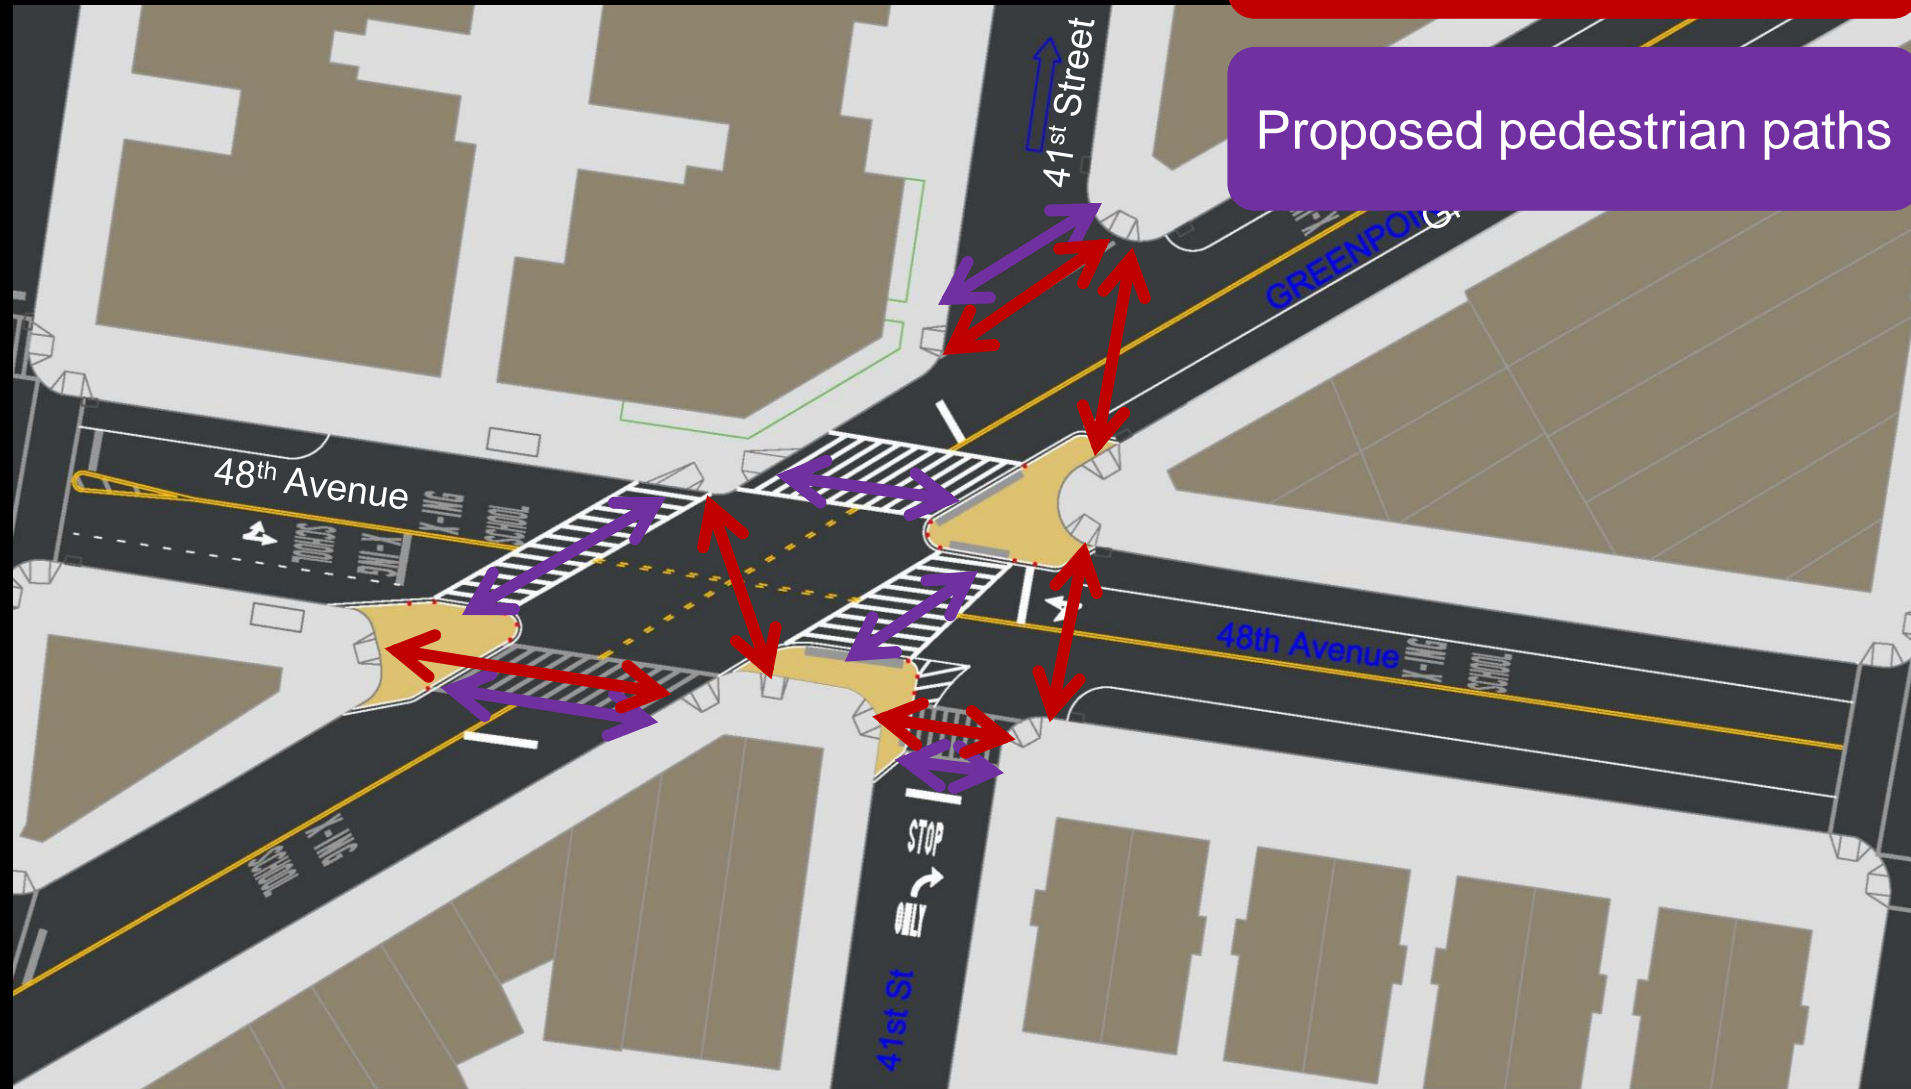 41st Street
Proposed pedestrian paths
GREENPOI
48th Avenue
X-ING
SCHOOL
SCHOOL
X-ING
48th Avenue
X-ING
SCHOOL
X-ING
SCHOOL
STOP
ONLY
41st St